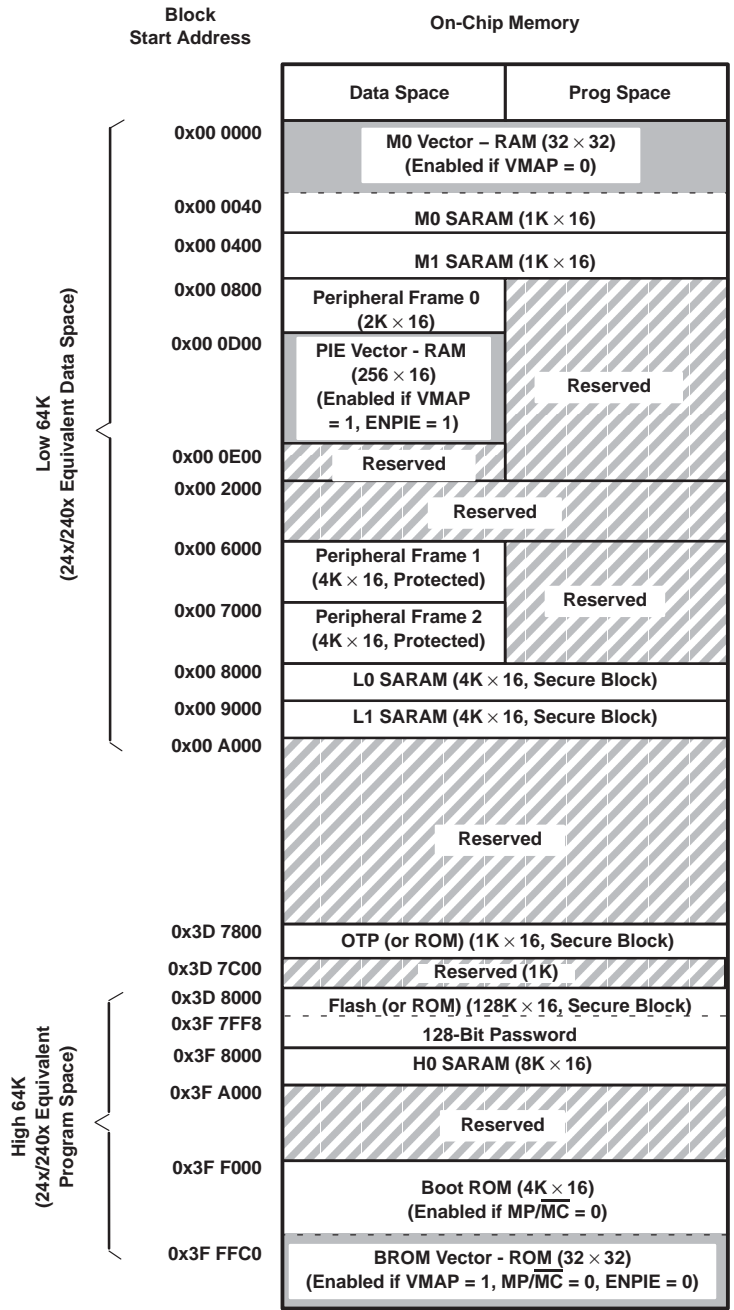 Block
Start Address
On-Chip Memory
Data Space
Prog Space
0x00 0000
M0 Vector – RAM (32 × 32)
(Enabled if VMAP = 0)
0x00 0040
M0 SARAM (1K × 16)
0x00 0400
M1 SARAM (1K × 16)
0x00 0800
Peripheral Frame 0
(2K × 16)
0x00 0D00
PIE Vector - RAM
(256 × 16)
(Enabled if VMAP
= 1, ENPIE = 1)
Reserved
0x00 0E00
Reserved
0x00 2000
Reserved
Low 64K
(24x/240x Equivalent Data Space)
0x00 6000
Peripheral Frame 1
(4K × 16, Protected)
Reserved
0x00 7000
Peripheral Frame 2
(4K × 16, Protected)
0x00 8000
L0 SARAM (4K × 16, Secure Block)
0x00 9000
L1 SARAM (4K × 16, Secure Block)
0x00 A000
Reserved
0x3D 7800
OTP (or ROM) (1K × 16, Secure Block)
0x3D 7C00
Reserved (1K)
0x3D 8000
Flash (or ROM) (128K × 16, Secure Block)
0x3F 7FF8
128-Bit Password
0x3F 8000
H0 SARAM (8K × 16)
0x3F A000
Reserved
High 64K
(24x/240x Equivalent
Program Space)
0x3F F000
Boot ROM (4K × 16)
(Enabled if MP/M̅C̅ = 0)
0x3F FFC0
BROM Vector - ROM (32 × 32)
(Enabled if VMAP = 1, MP/M̅C̅ = 0, ENPIE = 0)